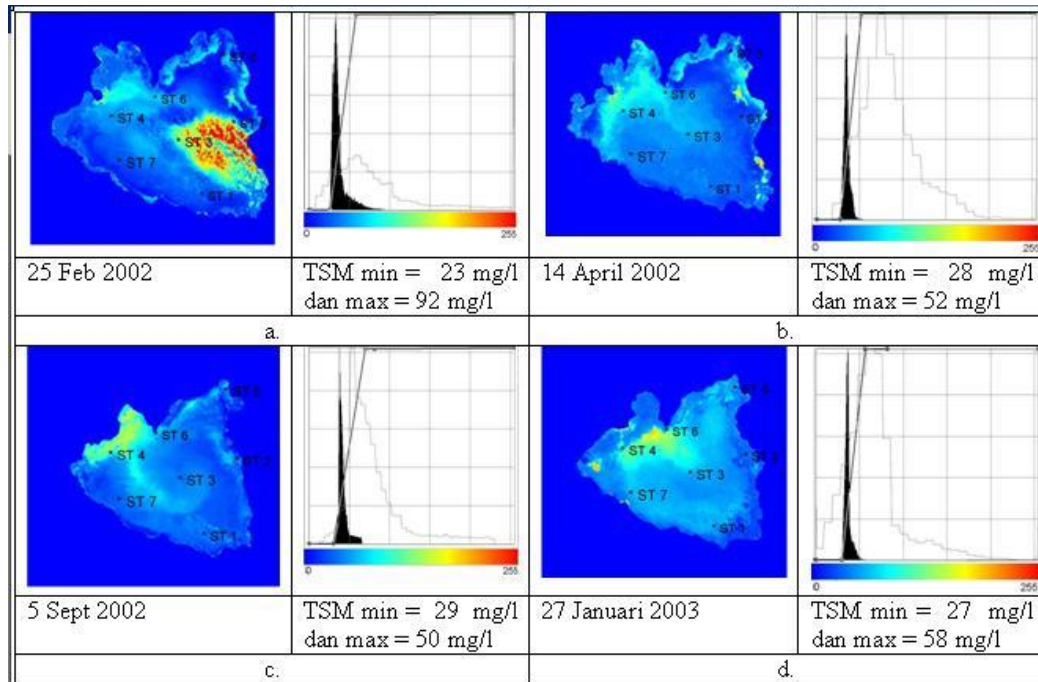 ST 6
ST 4
ST 3
ST 7
ST 1
0
255
ST 6
ST 4
ST 3
ST 7
ST 1
0
255
25 Feb 2002
TSM min = 23 mg/l
dan max = 92 mg/l
14 April 2002
TSM min = 28 mg/l
dan max = 52 mg/l
a.
b.
ST 6
ST 4
ST 3
ST 7
0
255
ST 6
ST 4
ST 3
ST 7
0
255
5 Sept 2002
TSM min = 29 mg/l
dan max = 50 mg/l
27 Januari 2003
TSM min = 27 mg/l
dan max = 58 mg/l
c.
d.